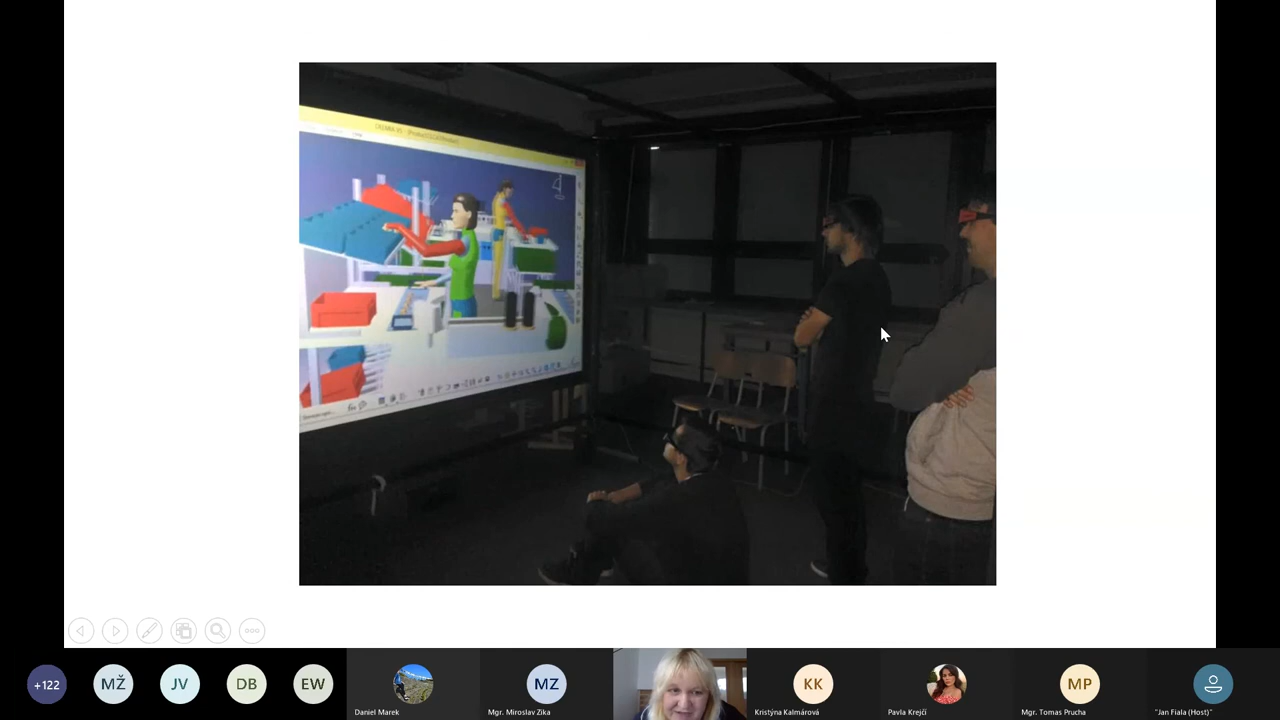 +122
MŽ
JV
DB
EW
Daniel Marek
MZ
Mgr. Miroslav Zika
KK
Kristýna Kalmárová
Pavla Krejčí
MP
Mgr. Tomas Prucha
"Jan Fiala (Host)"